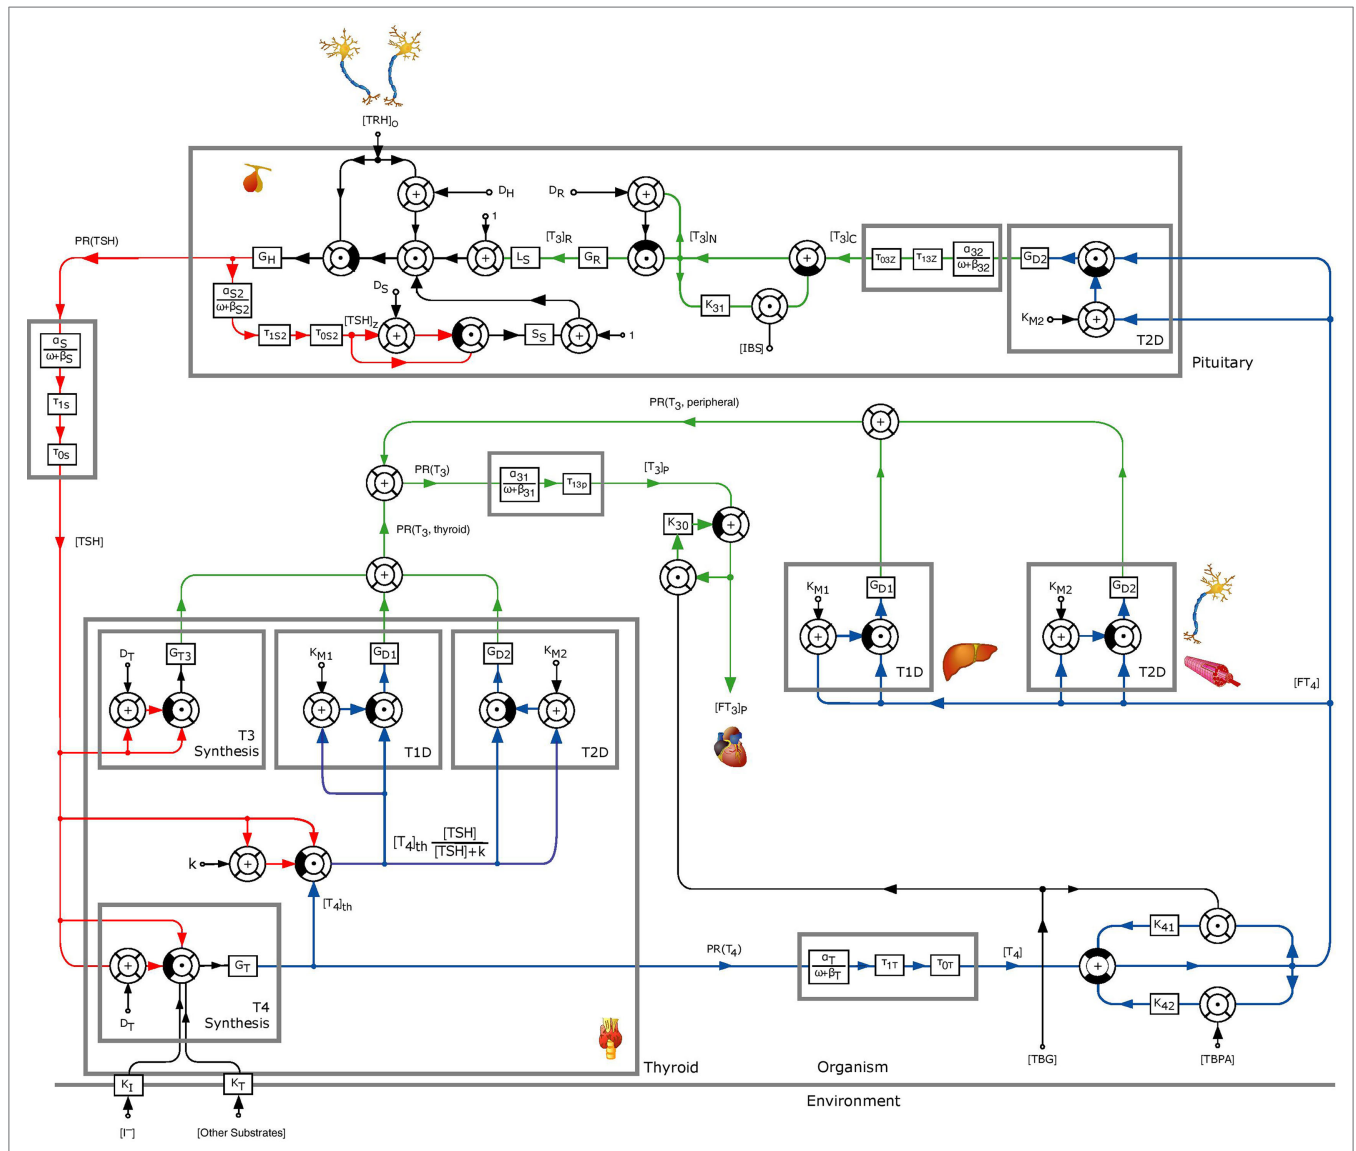 [TRH]O
DH
DR
1
[T3]R
[T3]N
[T3]C
PR(TSH)
GH
LS
GR
τ03Z
τ13Z
α32
ω+β32
GD2
αS2
ω+βS2
DS
K31
KM2
T2D
τ1S2
τ0S2
[TSH]Z
SS
1
[IBS]
Pituitary
αS
ω+βS
τ1s
τ0s
PR(T3, peripheral)
PR(T3)
α31
ω+β31
τ13p
[T3]P
K30
PR(T3, thyroid)
[TSH]
KM1
GD1
T1D
KM2
GD2
T2D
[FT4]
DT
GT3
T3
Synthesis
KM1
GD1
T1D
GD2
KM2
T2D
[FT3]P
k
[T4]th [TSH]
[TSH]+k
[T4]th
GT
DT
T4
Synthesis
PR(T4)
αT
ω+βT
τ1T
τ0T
[T4]
K41
K42
[TBG]
[TBPA]
Thyroid
Organism
Environment
KI
KT
[I−]
[Other Substrates]